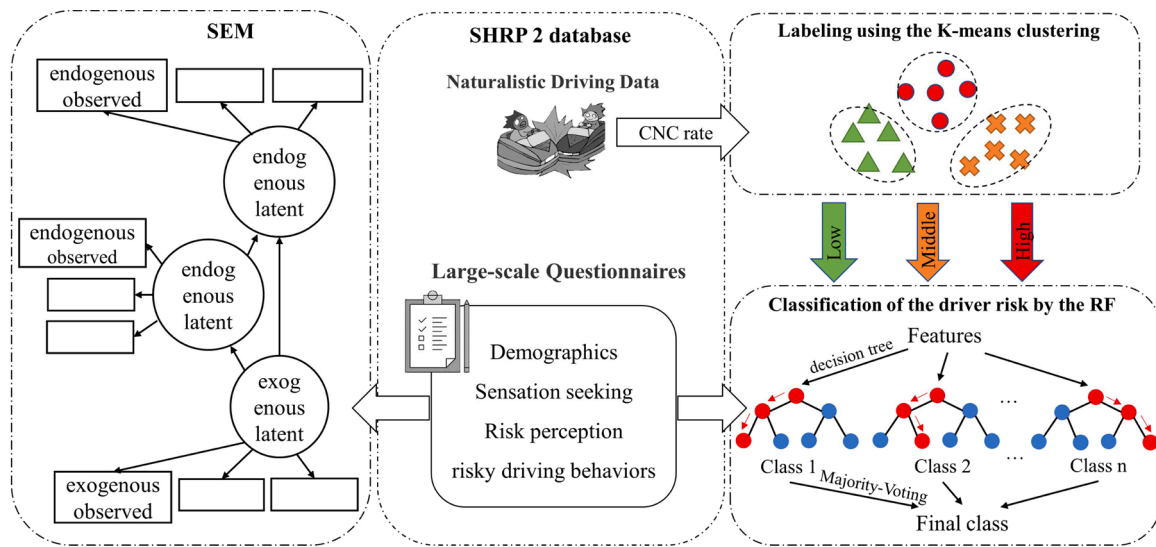 SEM
endogenous
observed
endog
enous
latent
endogenous
observed
endog
enous
latent
exog
enous
latent
exogenous
observed
SHRP 2 database
Naturalistic Driving Data
CNC rate
Large-scale Questionnaires
Demographics
Sensation seeking
Risk perception
risky driving behaviors
Labeling using the K-means clustering
Low
Middle
High
Classification of the driver risk by the RF
Features
decision tree
...
...
Class 1
Class 2
...
Class n
Majority-Voting
Final class